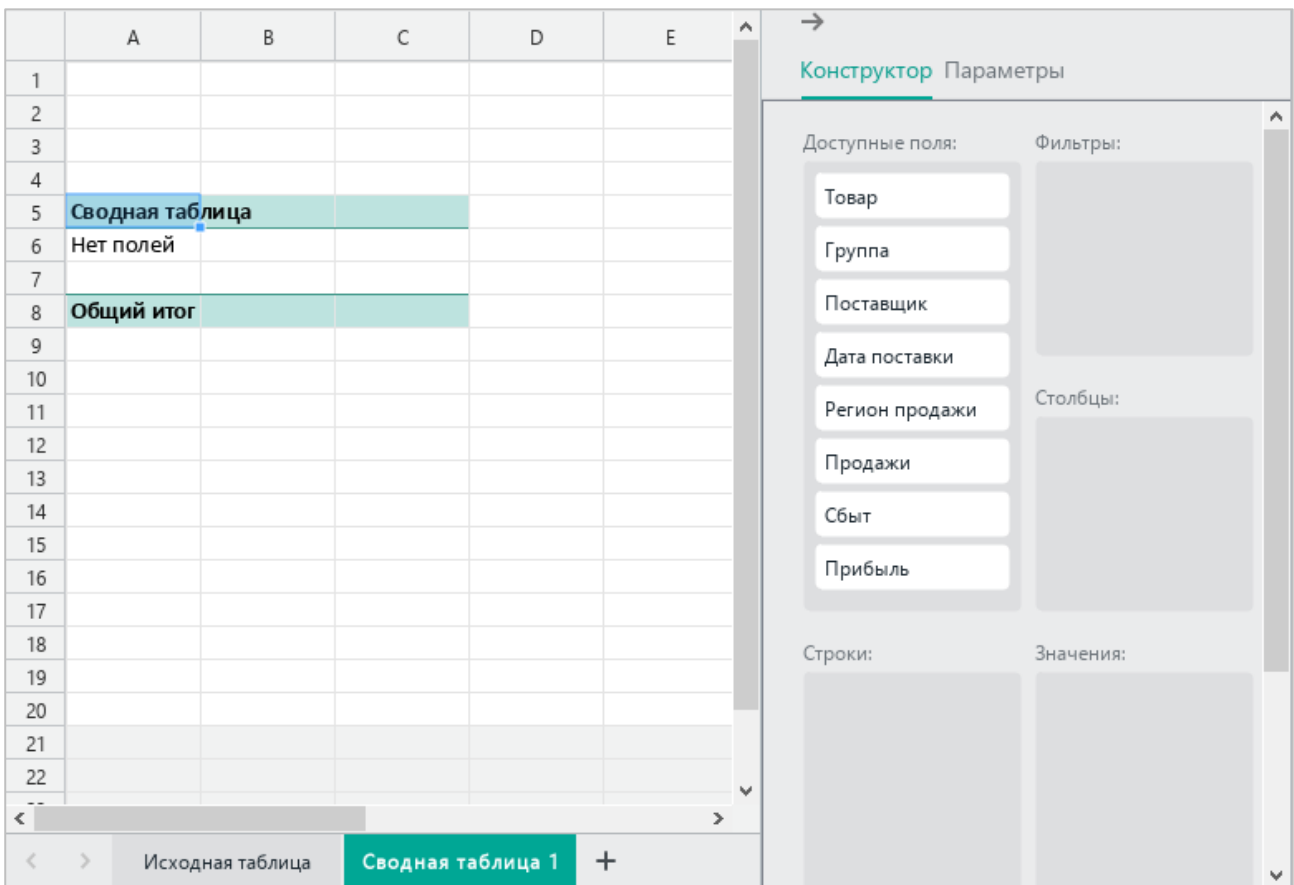 A B C D E
1
2
3
4
5 Сводная таблица
6 Нет полей
7
8 Общий итог
9
10
11
12
13
14
15
16
17
18
19
20
21
22
Исходная таблица Сводная таблица 1 +
→
Конструктор Параметры
Доступные поля:
Товар
Группа
Поставщик
Дата поставки
Регион продажи
Продажи
Сбыт
Прибыль
Фильтры:
Столбцы:
Строки:
Значения: